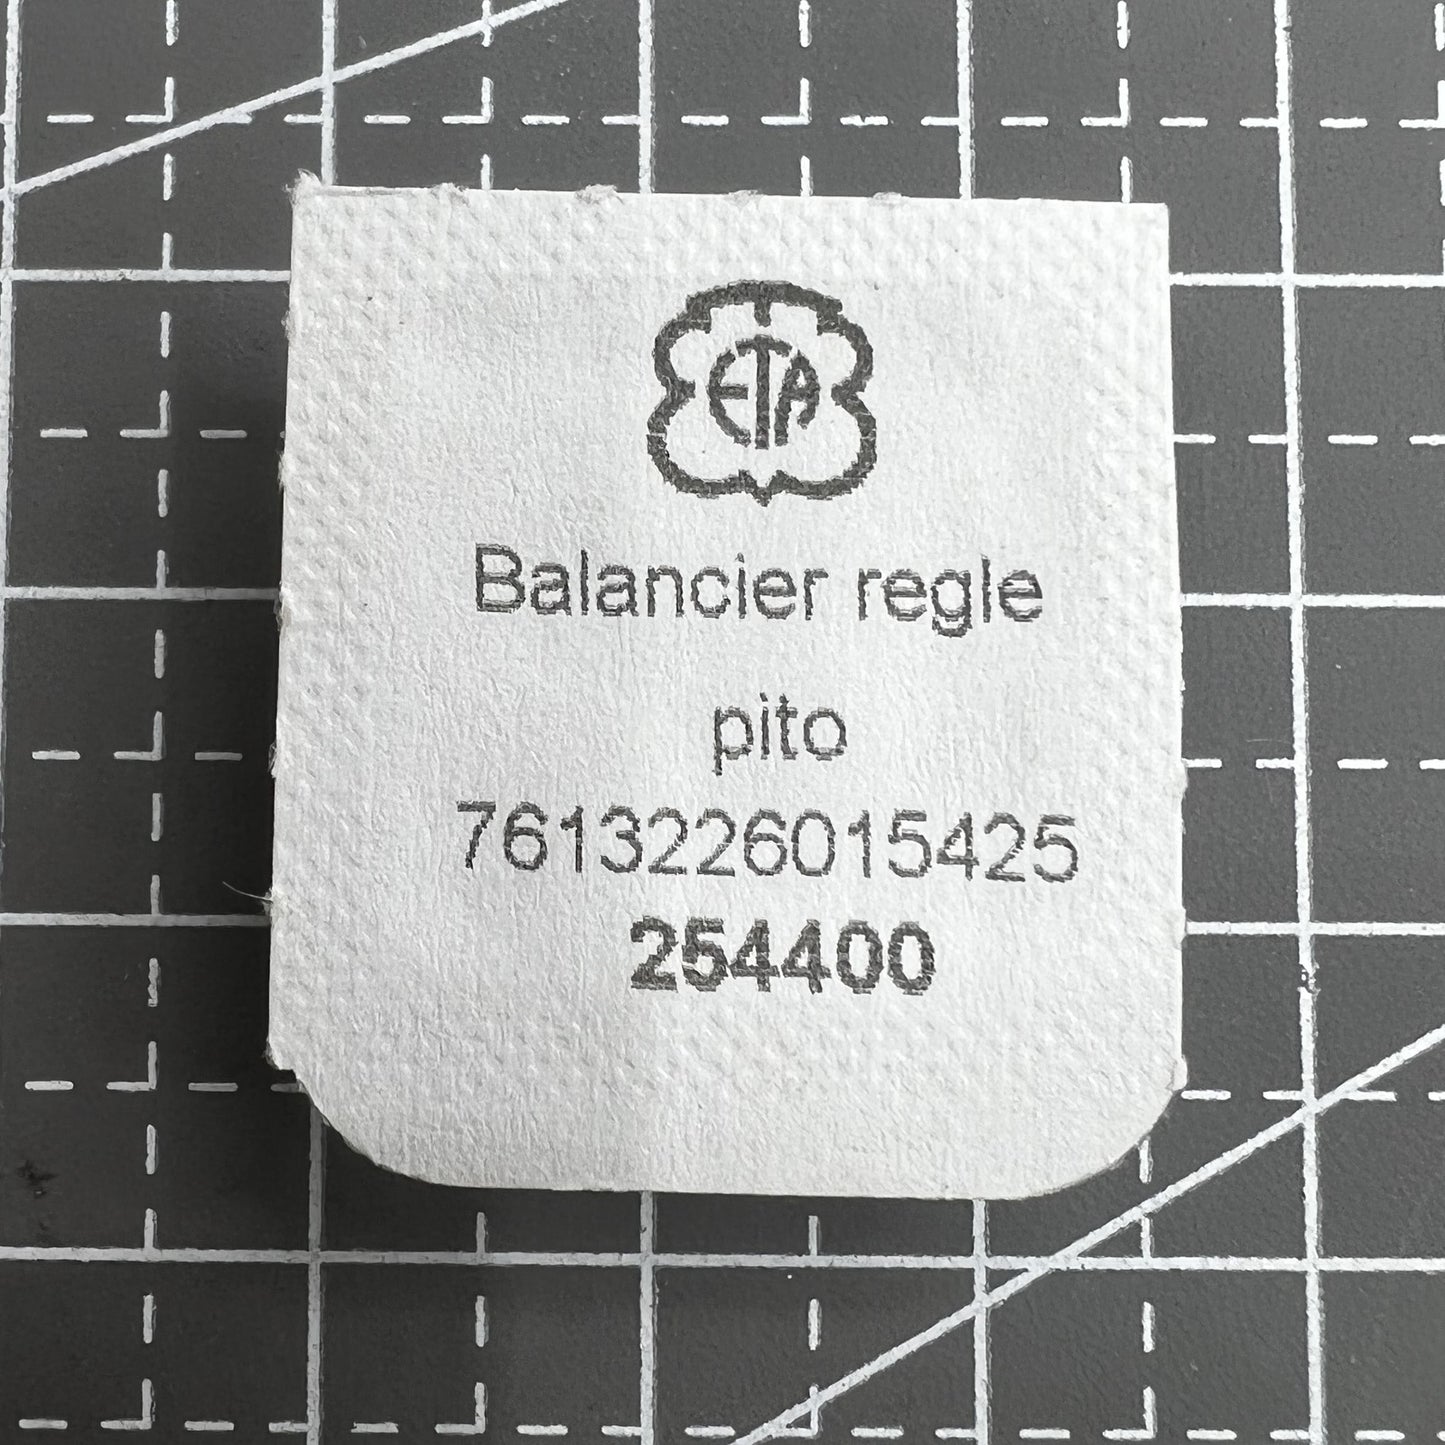 ETA
Balancier regle
pito
7613226015425
254400